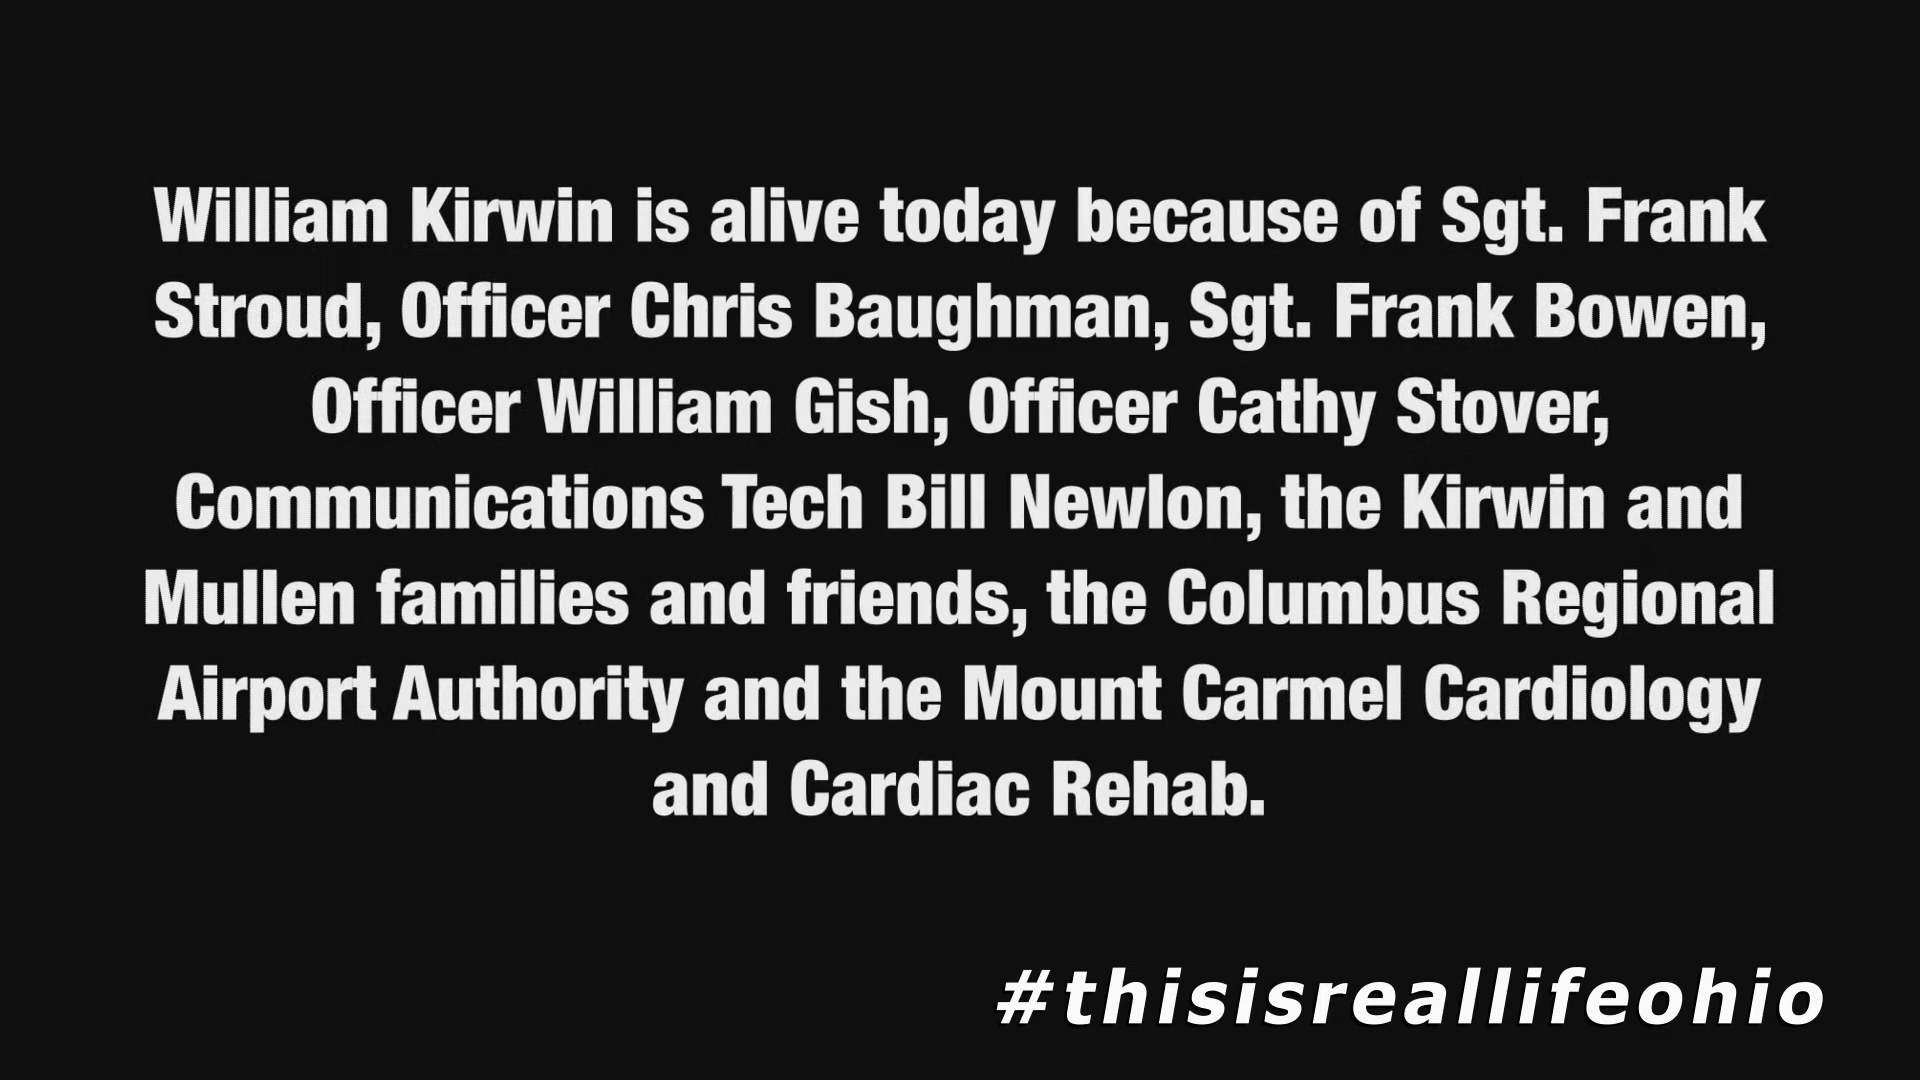 William Kirwin is alive today because of Sgt. Frank
Stroud, Officer Chris Baughman, Sgt. Frank Bowen,
Officer William Gish, Officer Cathy Stover,
Communications Tech Bill Newlon, the Kirwin and
Mullen families and friends, the Columbus Regional
Airport Authority and the Mount Carmel Cardiology
and Cardiac Rehab.
#thisisreallifeohio